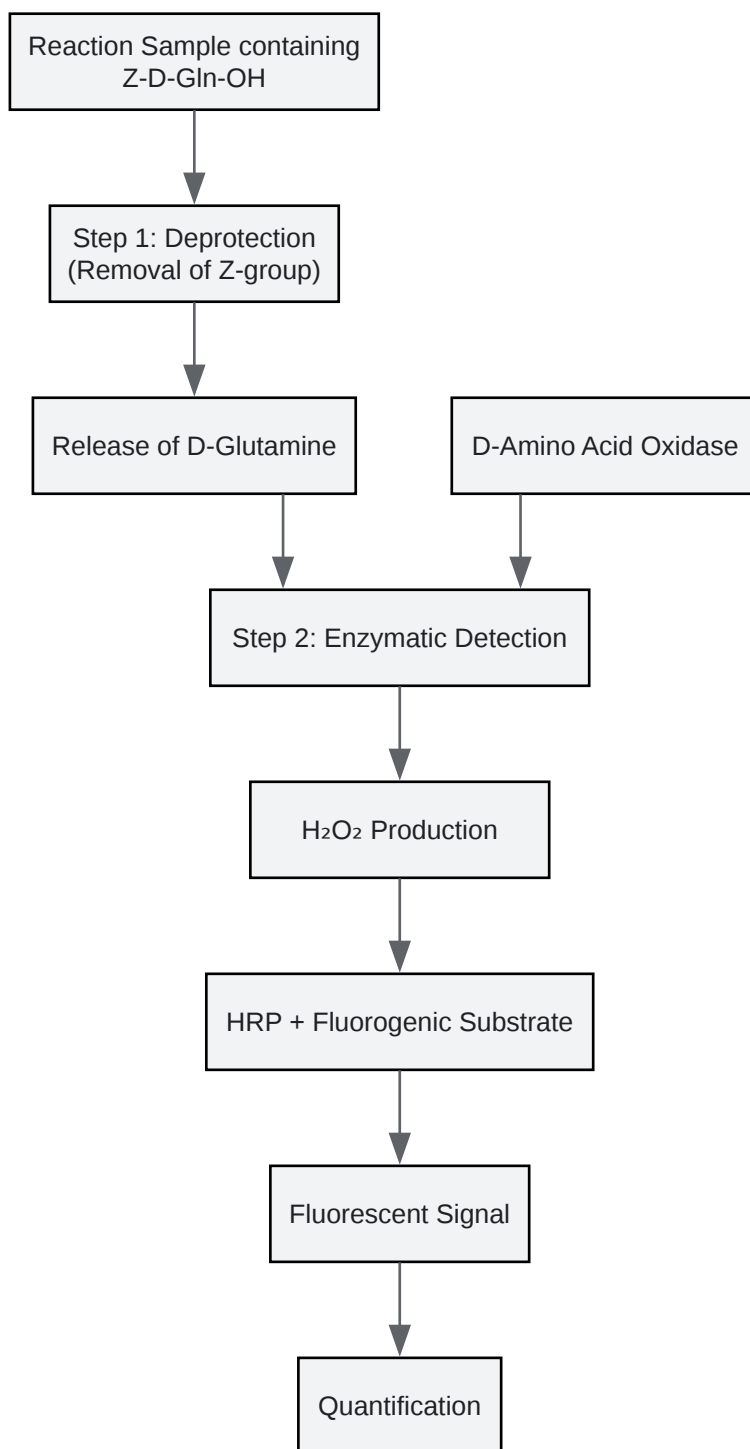 Reaction Sample containing
Z-D-Gln-OH
Step 1: Deprotection
(Removal of Z-group)
Release of D-Glutamine
D-Amino Acid Oxidase
Step 2: Enzymatic Detection
H₂O₂ Production
HRP + Fluorogenic Substrate
Fluorescent Signal
Quantification